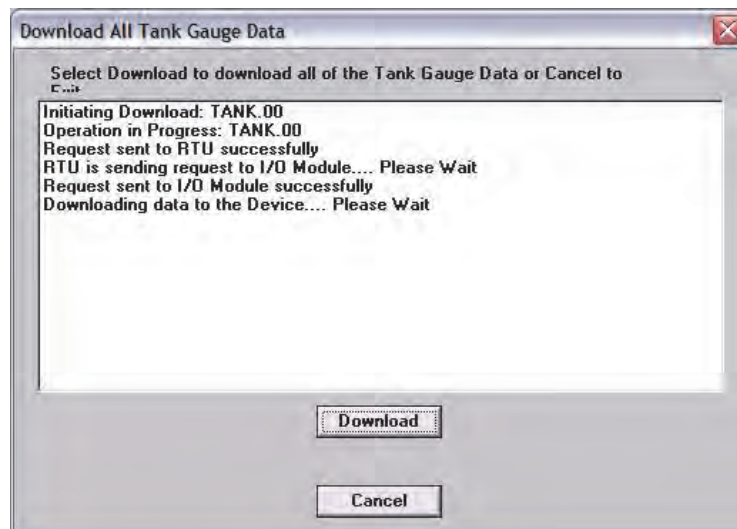 Download All Tank Gauge Data
Select Download to download all of the Tank Gauge Data or Cancel to
Initiating Download: TANK.00
Operation in Progress: TANK.00
Request sent to RTU successfully
RTU is sending request to I/O Module.... Please Wait
Request sent to I/O Module successfully
Downloading data to the Device.... Please Wait
Download
Cancel